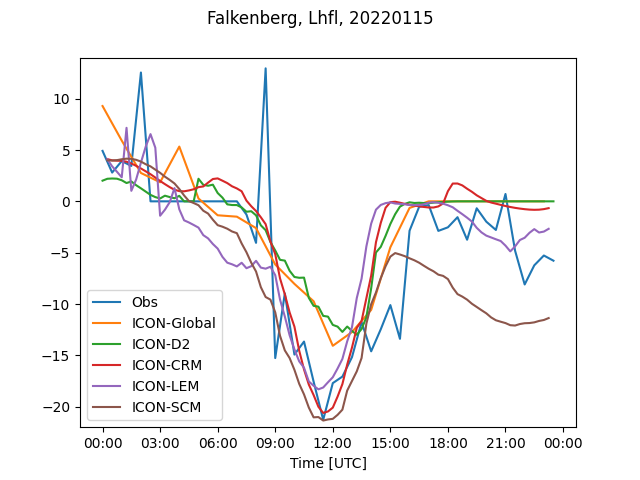 Falkenberg, Lhfl, 20220115
10
5
0
−5
−10
−15
−20
Obs
ICON-Global
ICON-D2
ICON-CRM
ICON-LEM
ICON-SCM
00:00 03:00 06:00 09:00 12:00 15:00 18:00 21:00 00:00
Time [UTC]